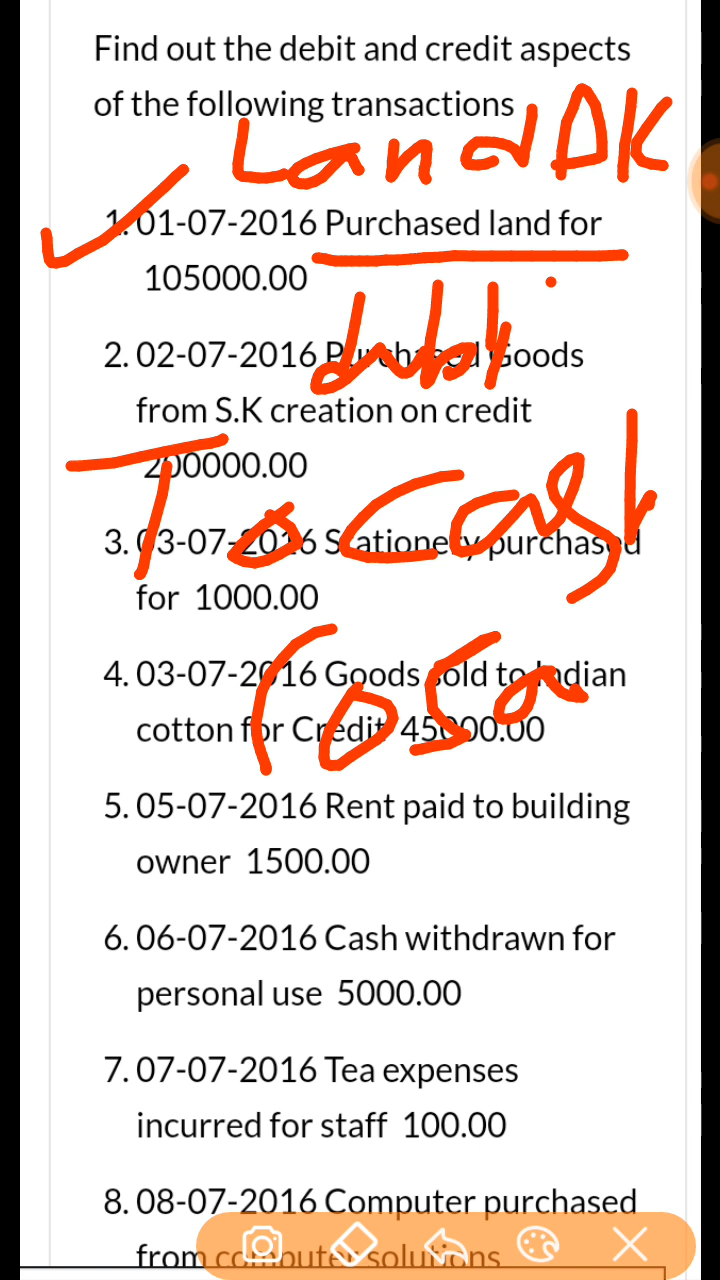 Find out the debit and credit aspects
of the following transactions
Land
1. 01-07-2016 Purchased land for
105000.00
2. 02-07-2016 Purchased Goods
from S.K creation on credit
200000.00
To cash
3. 03-07-2016 Stationery purchased
for 1000.00
4. 03-07-2016 Goods sold to Indian
cotton for Credit 45000.00
5. 05-07-2016 Rent paid to building
owner 1500.00
6. 06-07-2016 Cash withdrawn for
personal use 5000.00
7. 07-07-2016 Tea expenses
incurred for staff 100.00
8. 08-07-2016 Computer purchased
from computer solutions